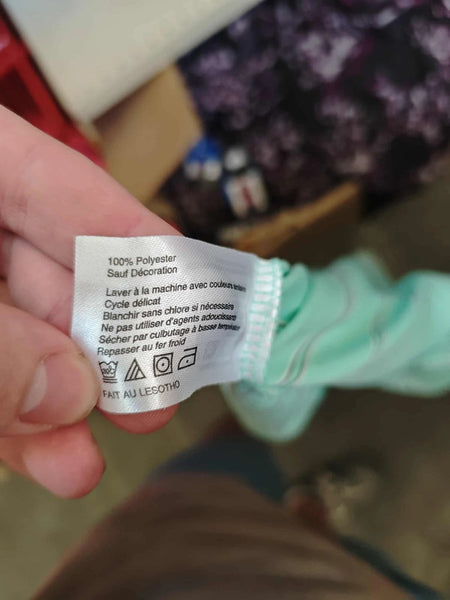 100% Polyester
Sauf Décoration
Laver à la machine avec couleurs
Cycle délicat
Blanchir sans chlore si nécessaire
Ne pas utiliser d'agents adoucissants
Sécher par culbutage à basse température
Repasser au fer froid
FAIT AU LESOTHO